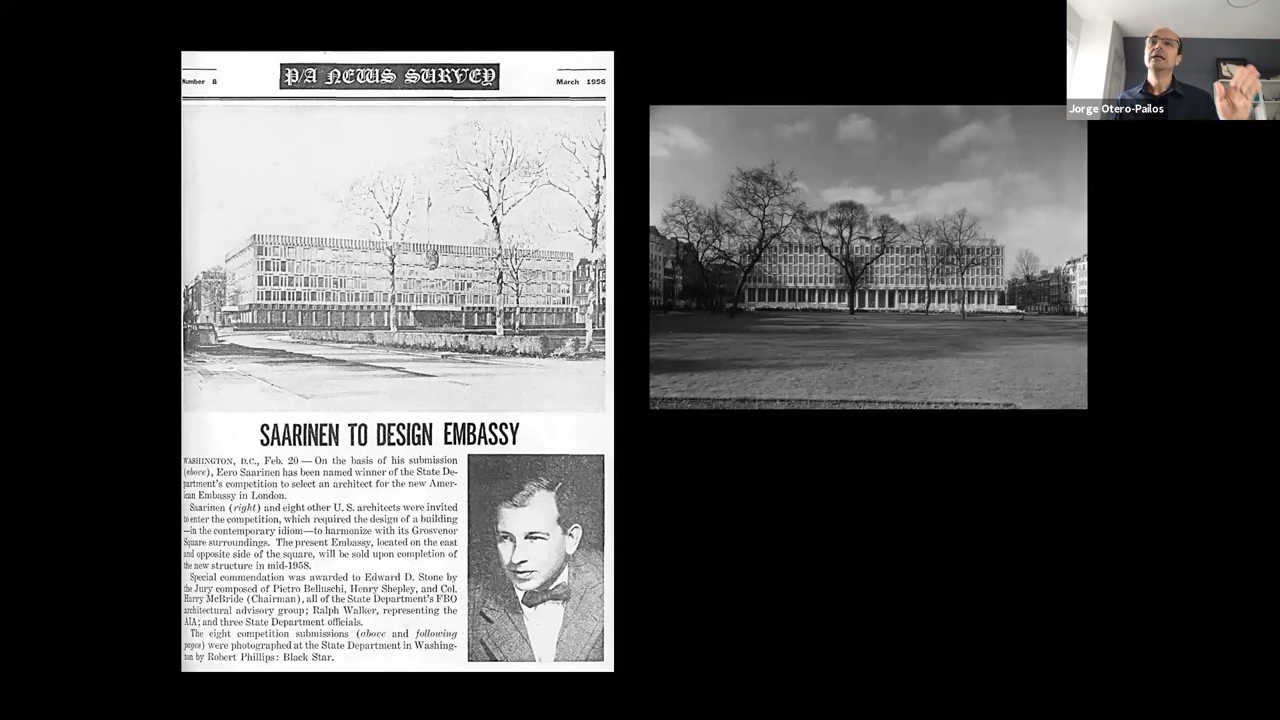 Number 8
P/A NEWS SURVEY
March 1956
SAARINEN TO DESIGN EMBASSY
WASHINGTON, D.C., Feb. 20 — On the basis of his submission
(above), Eero Saarinen has been named winner of the State De-
partment's competition to select an architect for the new Amer-
ican Embassy in London.
Saarinen (right) and eight other U. S. architects were invited
to enter the competition, which required the design of a building
—in the contemporary idiom—to harmonize with its Grosvenor
Square surroundings. The present Embassy, located on the east
and opposite side of the square, will be sold upon completion of
the new structure in mid-1958.
Special commendation was awarded to Edward D. Stone by
the Jury composed of Pietro Belluschi, Henry Shepley, and Col.
Harry McBride (Chairman), all of the State Department's FBO
architectural advisory group; Ralph Walker, representing the
AIA; and three State Department officials.
The eight competition submissions (above and following
pages) were photographed at the State Department in Washing-
ton by Robert Phillips: Black Star.
Jorge Otero-Pailos